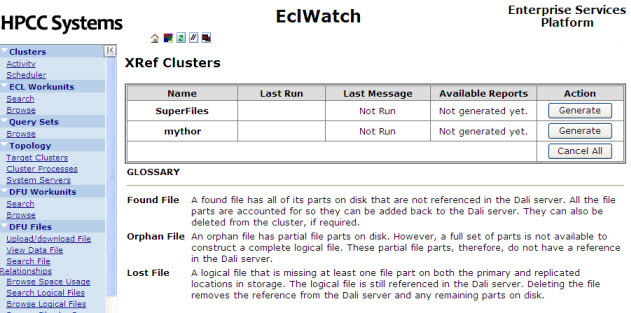 HPCC Systems
EclWatch
Enterprise Services
Platform
Clusters
Activity
Scheduler
ECL Workunits
Search
Browse
Query Sets
Browse
Topology
Target Clusters
Cluster Processes
System Servers
DFU Workunits
Search
Browse
DFU Files
Upload/download File
View Data File
Search File
Relationships
Browse Space Usage
Search Logical Files
Browse Logical Files
XRef Clusters
Name Last Run Last Message Available Reports Action
SuperFiles Not Run Not generated yet. Generate
mythor Not Run Not generated yet. Generate
Cancel All
GLOSSARY
Found File A found file has all of its parts on disk that are not referenced in the Dali server. All the file
parts are accounted for so they can be added back to the Dali server. They can also be
deleted from the cluster, if required.
Orphan File An orphan file has partial file parts on disk. However, a full set of parts is not available to
construct a complete logical file. These partial file parts, therefore, do not have a reference
in the Dali server.
Lost File A logical file that is missing at least one file part on both the primary and replicated
locations in storage. The logical file is still referenced in the Dali server. Deleting the file
removes the reference from the Dali server and any remaining parts on disk.